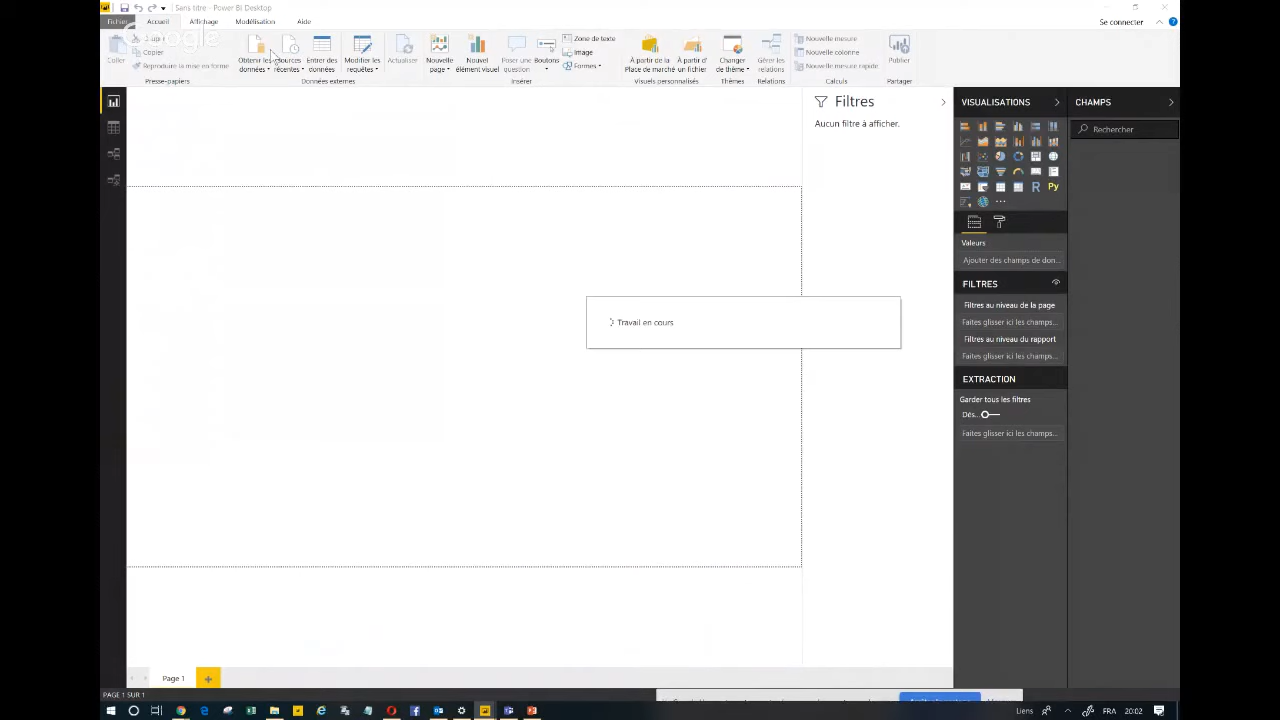 Sans titre - Power BI Desktop
Fichier Accueil Affichage Modélisation Aide
Se connecter
Google
Coller
Copier
Reproduire la mise en forme
Presse-papiers
Obtenir les données
Sources récentes
Entrer des données
Modifier les requêtes
Données externes
Actualiser
Nouvelle page
Nouvel élément visuel
Poser une question
Boutons
Zone de texte
Image
Formes
Insérer
À partir de la Place de marché
À partir d'un fichier
Visuels personnalisés
Changer de thème
Thèmes
Gérer les relations
Relations
Nouvelle mesure
Nouvelle colonne
Nouvelle mesure rapide
Calculs
Publier
Partager
Filtres
Aucun filtre à afficher.
VISUALISATIONS
CHAMPS
Rechercher
R
Py
Valeurs
Ajouter des champs de don...
FILTRES
Filtres au niveau de la page
Faites glisser ici les champs...
Filtres au niveau du rapport
Faites glisser ici les champs...
EXTRACTION
Garder tous les filtres
Dés...
Faites glisser ici les champs...
Travail en cours
Page 1
PAGE 1 SUR 1
Liens
FRA
20:02